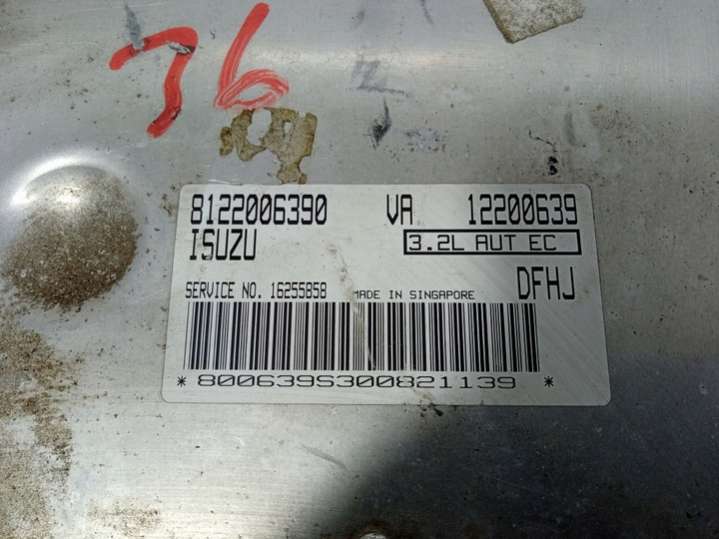 76
8122006390 VA 12200639
ISUZU 3.2L AUT EC
SERVICE NO. 16255858 MADE IN SINGAPORE DFHJ
*800639S300821139*